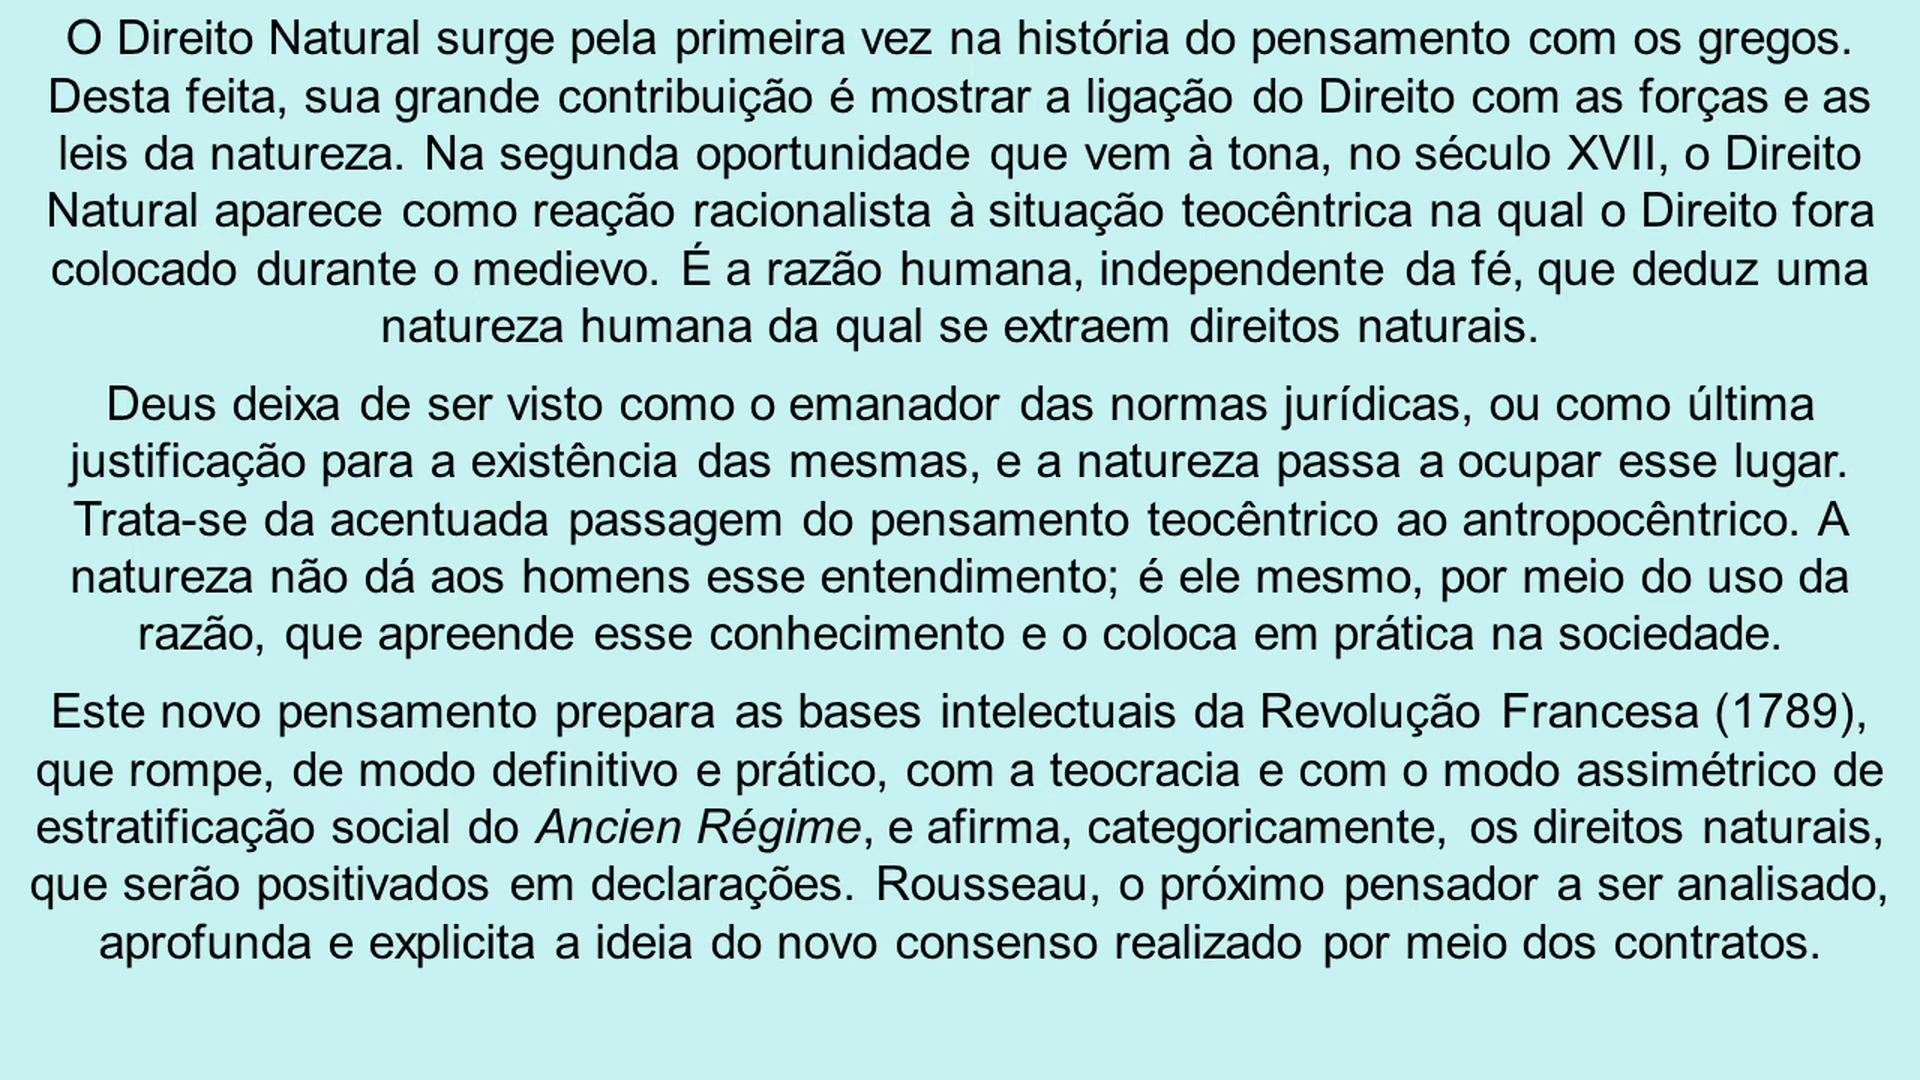 O Direito Natural surge pela primeira vez na história do pensamento com os gregos.
Desta feita, sua grande contribuição é mostrar a ligação do Direito com as forças e as
leis da natureza. Na segunda oportunidade que vem à tona, no século XVII, o Direito
Natural aparece como reação racionalista à situação teocêntrica na qual o Direito fora
colocado durante o medievo. É a razão humana, independente da fé, que deduz uma
natureza humana da qual se extraem direitos naturais.
Deus deixa de ser visto como o emanador das normas jurídicas, ou como última
justificação para a existência das mesmas, e a natureza passa a ocupar esse lugar.
Trata-se da acentuada passagem do pensamento teocêntrico ao antropocêntrico. A
natureza não dá aos homens esse entendimento; é ele mesmo, por meio do uso da
razão, que apreende esse conhecimento e o coloca em prática na sociedade.
Este novo pensamento prepara as bases intelectuais da Revolução Francesa (1789),
que rompe, de modo definitivo e prático, com a teocracia e com o modo assimétrico de
estratificação social do Ancien Régime, e afirma, categoricamente, os direitos naturais,
que serão positivados em declarações. Rousseau, o próximo pensador a ser analisado,
aprofunda e explicita a ideia do novo consenso realizado por meio dos contratos.